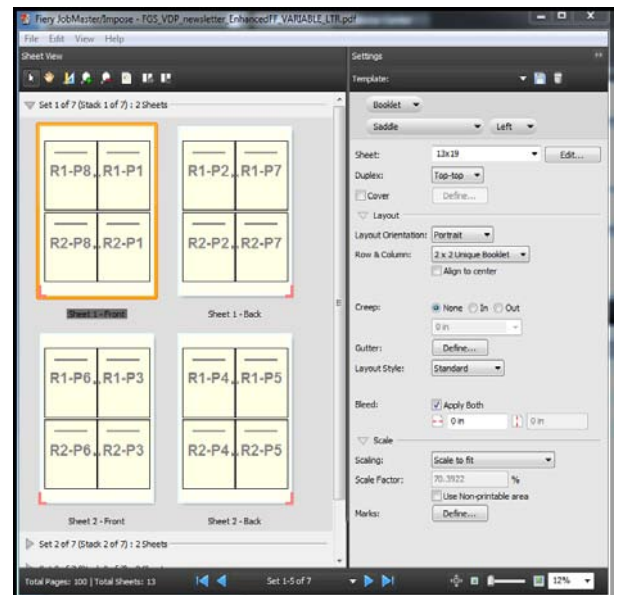 Fiery JobMaster/Impose - FGS_VDP_newsletter_EnhancedFF_VARIABLE_LTR.pdf
File Edit View Help
Sheet View
Set 1 of 7 (Stack 1 of 7) : 2 Sheets
R1-P8 R1-P1
R2-P8 R2-P1
R1-P2 R1-P7
R2-P2 R2-P7
Sheet 1 - Front
Sheet 1 - Back
R1-P6 R1-P3
R2-P6 R2-P3
R1-P4 R1-P5
R2-P4 R2-P5
Sheet 2 - Front
Sheet 2 - Back
Set 2 of 7 (Stack 2 of 7) : 2 Sheets
Total Pages: 100 | Total Sheets: 13
Set 1-5 of 7
12%
Settings
Template:
Booklet
Saddle Left
Sheet: 13x19 Edit...
Duplex: Top-top
Cover Define...
Layout
Layout Orientation: Portrait
Row & Column: 2 x 2 Unique Booklet
Align to center
Creep: None In Out
0 in
Gutter: Define...
Layout Style: Standard
Bleed: Apply Both
0 in 0 in
Scale
Scaling: Scale to fit
Scale Factor: 70.3922 %
Use Non-printable area
Marks: Define...